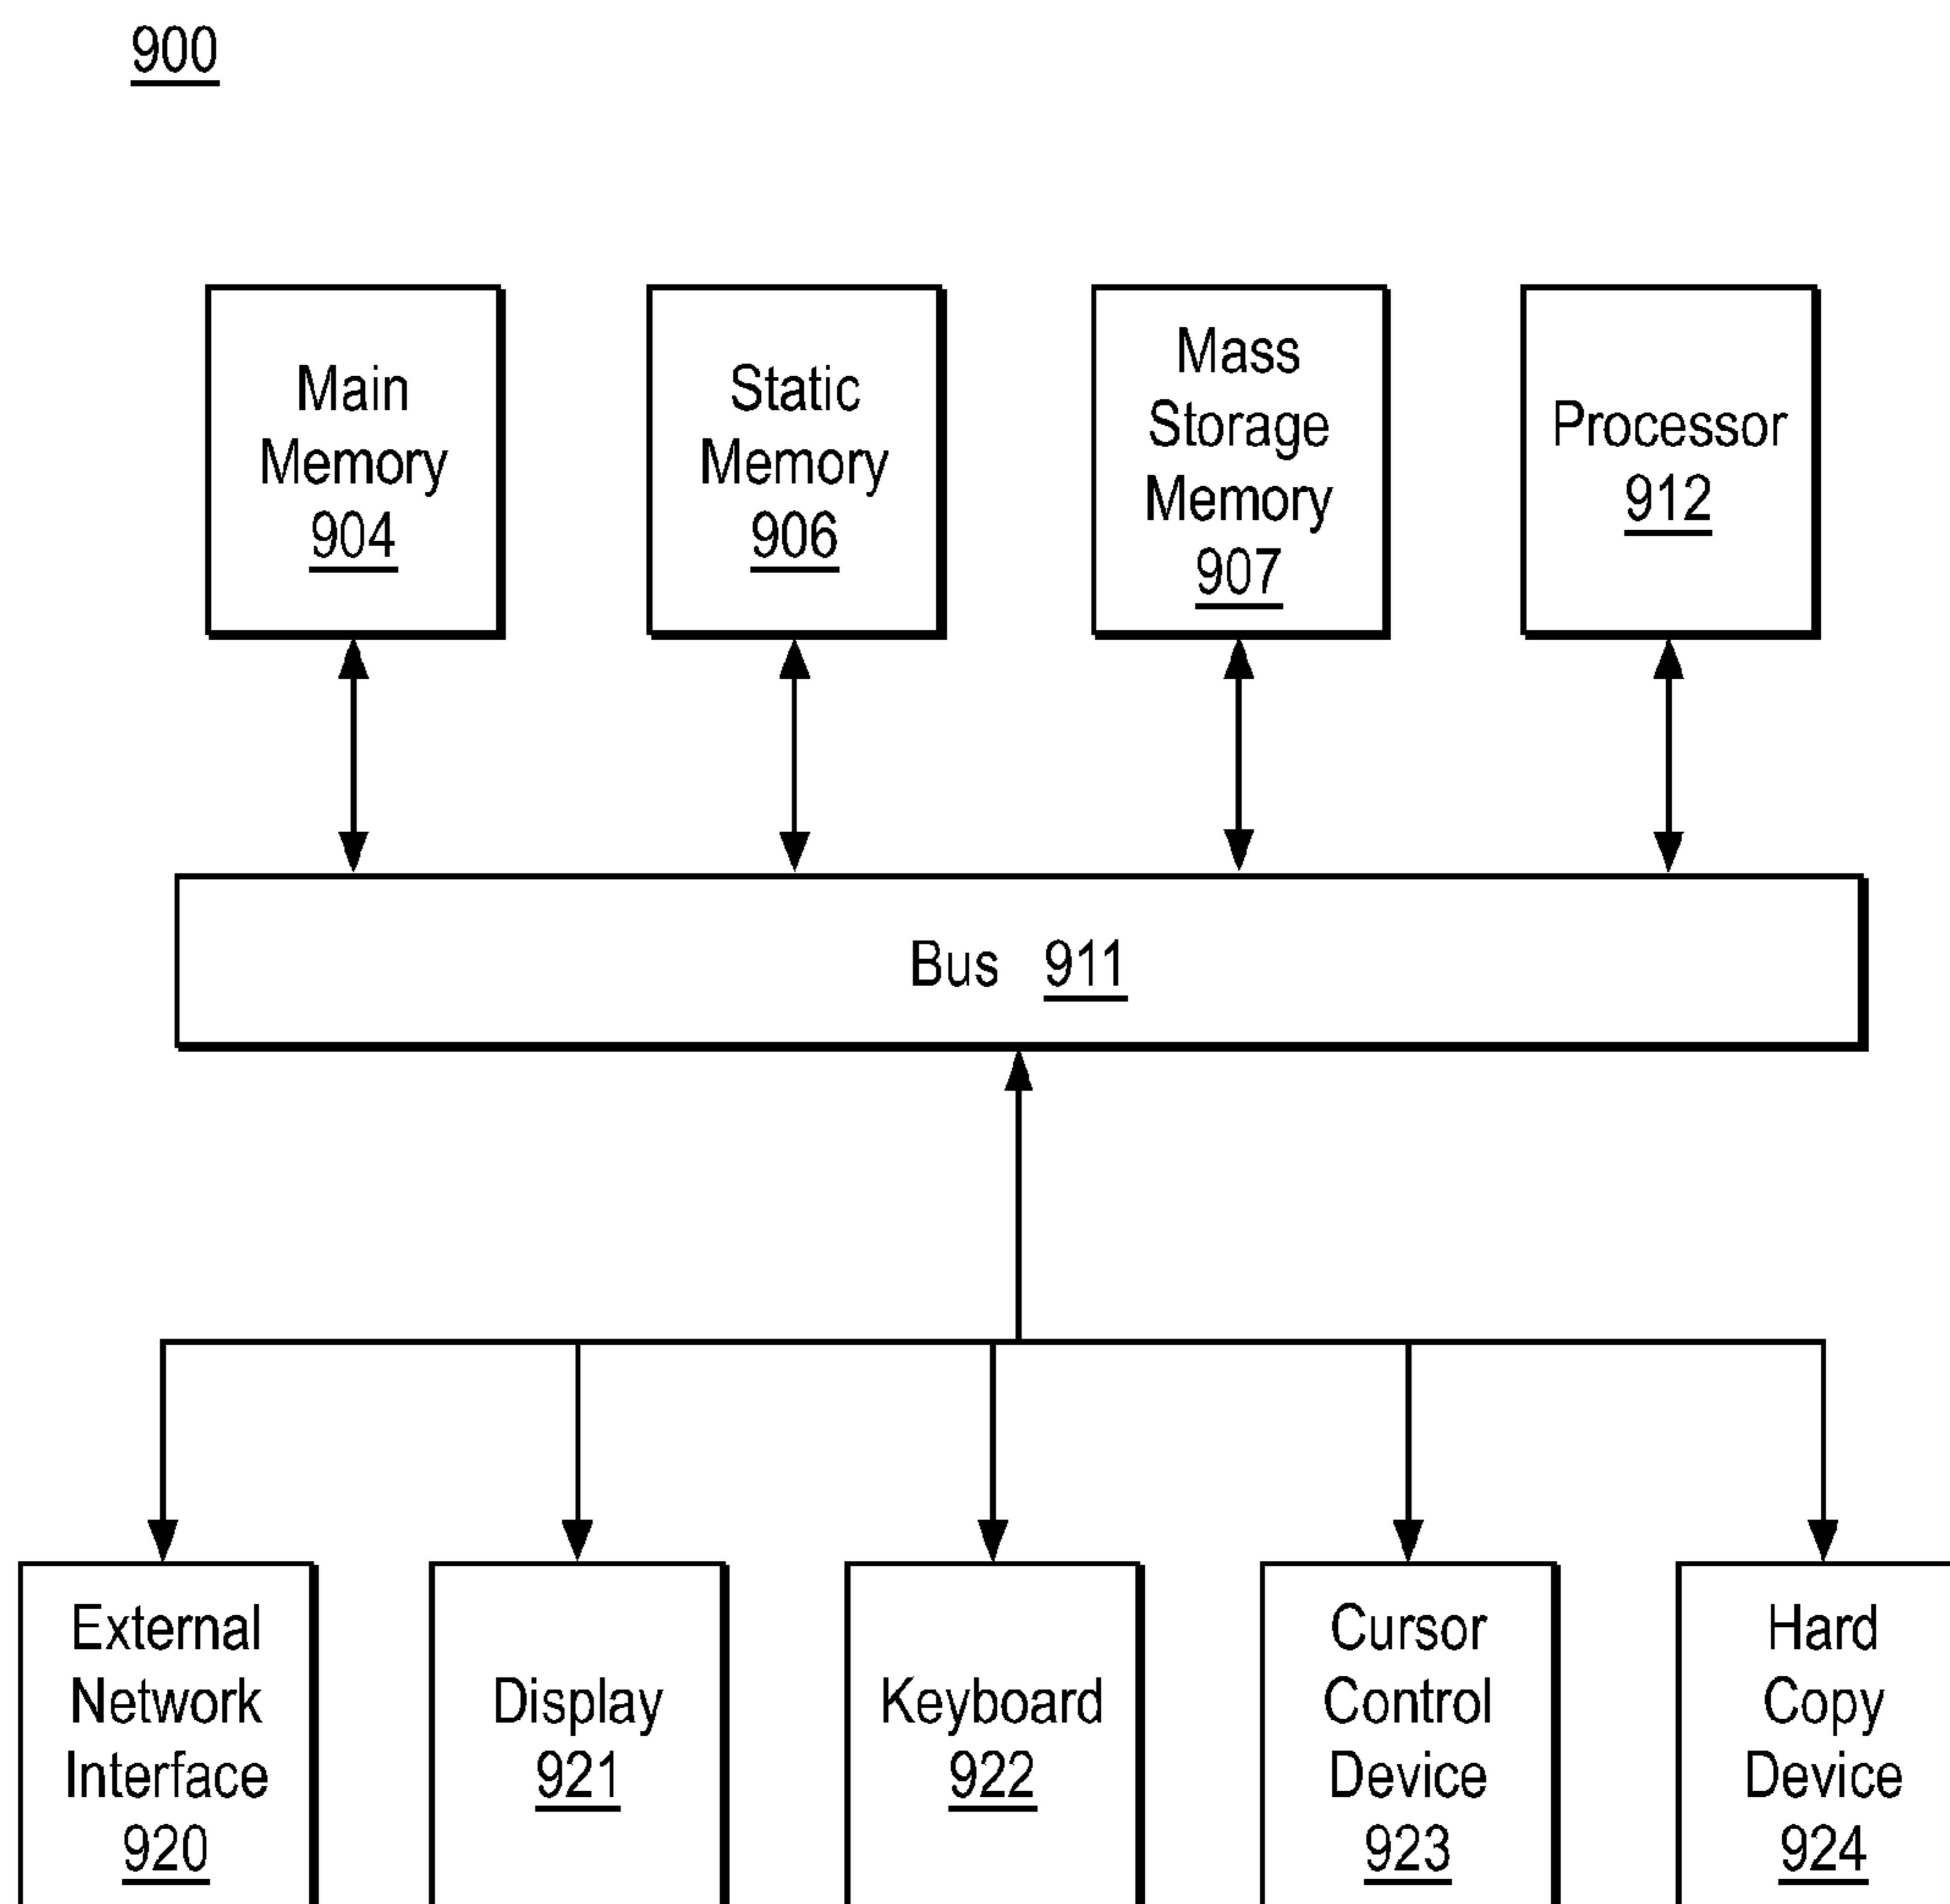 900
Main
Memory
904
Static
Memory
906
Mass
Storage
Memory
907
Processor
912
Bus 911
External
Network
Interface
920
Display
921
Keyboard
922
Cursor
Control
Device
923
Hard
Copy
Device
924